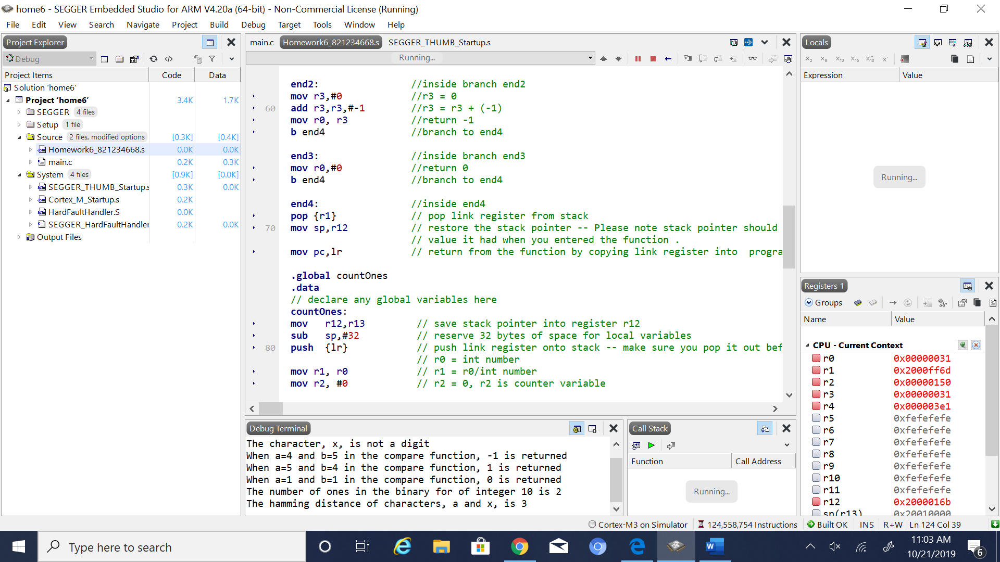 home6 - SEGGER Embedded Studio for ARM V4.20a (64-bit) - Non-Commercial License (Running)
File Edit View Search Navigate Project Build Debug Target Tools Window Help
Project Explorer
Debug
Project Items Code Data
Solution ‘home6’
Project ‘home6’ 3.4K 1.7K
SEGGER 4 files
Setup 1 file
Source 2 files, modified options [0.3K] [0.4K]
Homework6_821234668.s 0.0K 0.0K
main.c 0.2K 0.3K
System 4 files [0.9K] [0.0K]
SEGGER_THUMB_Startup.s 0.3K 0.0K
Cortex_M_Startup.s 0.2K
HardFaultHandler.S 0.0K
SEGGER_HardFaultHandler 0.2K 0.0K
Output Files
main.c Homework6_821234668.s SEGGER_THUMB_Startup.s
Running...
end2: //inside branch end2
mov r3,#0 //r3 = 0
60 add r3,r3,#-1 //r3 = r3 + (-1)
mov r0, r3 //return -1
b end4 //branch to end4
end3: //inside branch end3
mov r0,#0 //return 0
b end4 //branch to end4
end4: //inside end4
pop {r1} // pop link register from stack
70 mov sp,r12 // restore the stack pointer -- Please note stack pointer should
// value it had when you entered the function .
mov pc,lr // return from the function by copying link register into progra
.global countOnes
.data
// declare any global variables here
countOnes:
mov r12,r13 // save stack pointer into register r12
sub sp,#32 // reserve 32 bytes of space for local variables
80 push {lr} // push link register onto stack -- make sure you pop it out bef
// r0 = int number
mov r1, r0 // r1 = r0/int number
mov r2, #0 // r2 = 0, r2 is counter variable
Debug Terminal
The character, x, is not a digit
When a=4 and b=5 in the compare function, -1 is returned
When a=5 and b=4 in the compare function, 1 is returned
When a=1 and b=1 in the compare function, 0 is returned
The number of ones in the binary for of integer 10 is 2
The hamming distance of characters, a and x, is 3
Call Stack
Function Call Address
Running...
Locals
x2 x8 x10 x16 x±10 'x'
Expression Value
Running...
Registers 1
Groups
Name Value
CPU - Current Context
r0 0x00000031
r1 0x2000ff6d
r2 0x00000150
r3 0x00000031
r4 0x000003e1
r5 0xfefefefe
r6 0xfefefefe
r7 0xfefefefe
r8 0xfefefefe
r9 0xfefefefe
r10 0xfefefefe
r11 0xfefefefe
r12 0x2000016b
sp(r13) 0x20010000
Cortex-M3 on Simulator 124,558,754 Instructions Built OK INS R+W Ln 124 Col 39
Type here to search
11:03 AM
10/21/2019
6